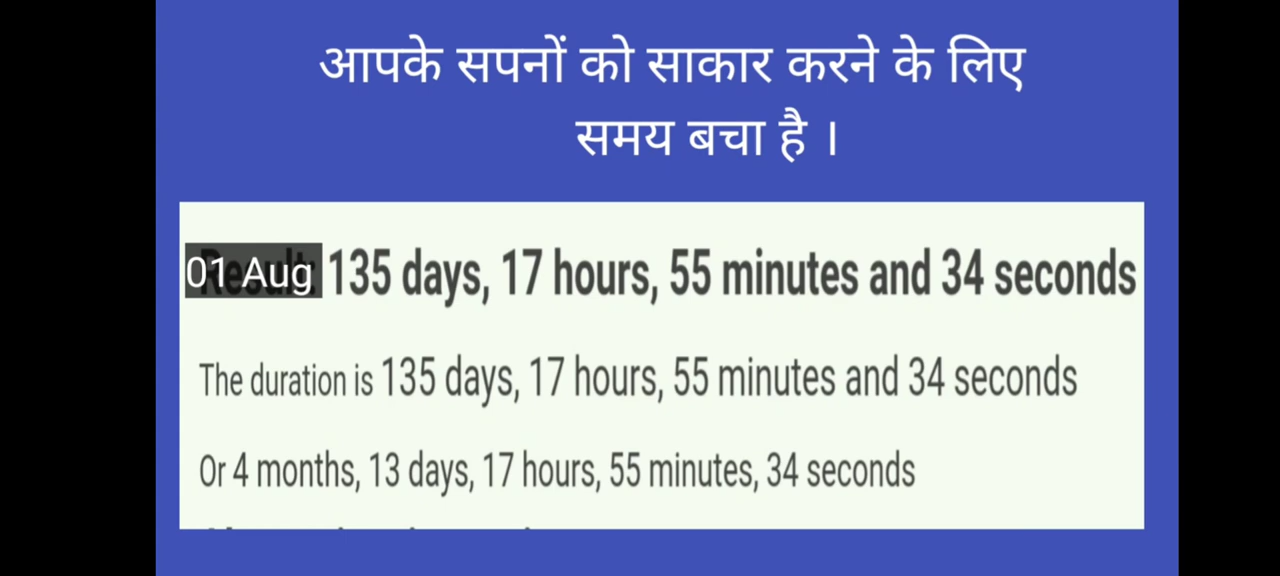 आपके सपनों को साकार करने के लिए
समय बचा है ।
01 Aug 135 days, 17 hours, 55 minutes and 34 seconds
The duration is 135 days, 17 hours, 55 minutes and 34 seconds
Or 4 months, 13 days, 17 hours, 55 minutes, 34 seconds